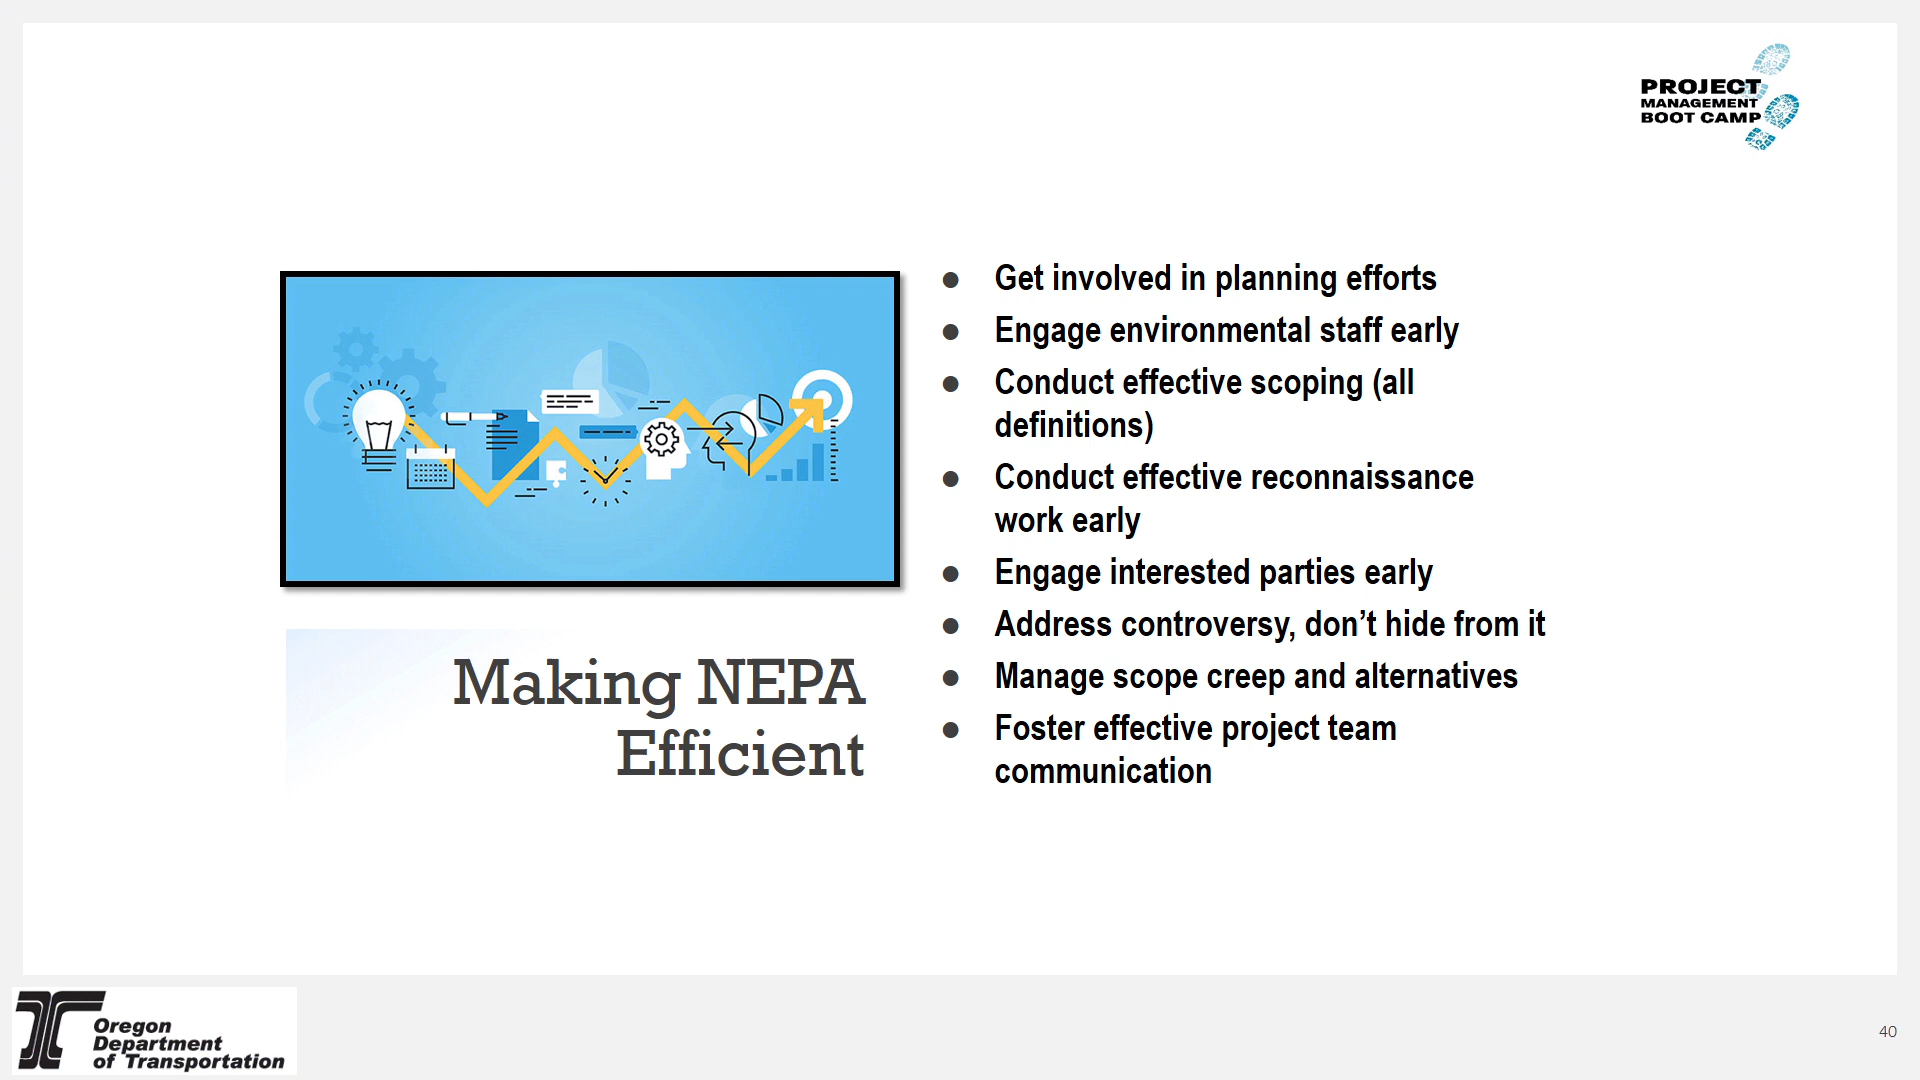 PROJECT
MANAGEMENT
BOOT CAMP
● Get involved in planning efforts
● Engage environmental staff early
● Conduct effective scoping (all
definitions)
● Conduct effective reconnaissance
work early
● Engage interested parties early
● Address controversy, don’t hide from it
● Manage scope creep and alternatives
● Foster effective project team
communication
Making NEPA
Efficient
Oregon
Department
of Transportation
40